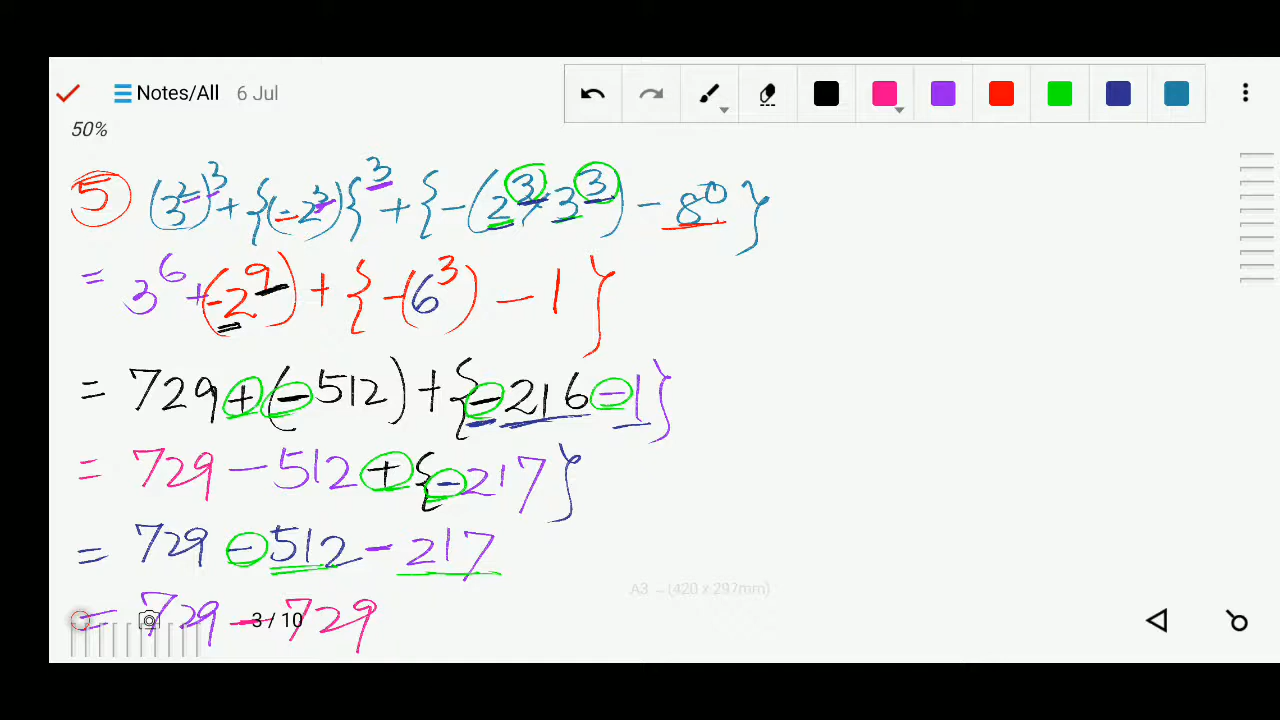 Notes/All 6 Jul
50%
5 (3²)³ + {(-2³)}³ + {-(2³×3³) - 8⁰}
= 3⁶ + (-2⁹) + {-(6³) - 1}
= 729 + (-512) + {-216 - 1}
= 729 - 512 + {-217}
= 729 - 512 - 217
A3 - (420 x 297mm)
= 729 - 729
3 / 10